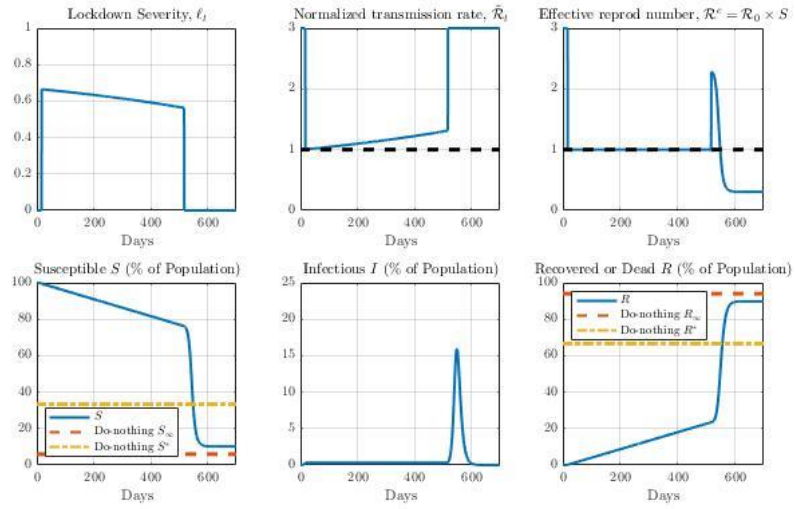 Lockdown Severity, ℓ_t
1
0.8
0.6
0.4
0.2
0
0 200 400 600
Days
Normalized transmission rate, R̃_t
3
2
1
0
0 200 400 600
Days
Effective reprod number, R^e = R_0 × S
3
2
1
0
0 200 400 600
Days
Susceptible S (% of Population)
100
80
60
40
20
0
S
Do-nothing S_∞
Do-nothing S*
0 200 400 600
Days
Infectious I (% of Population)
25
20
15
10
5
0
0 200 400 600
Days
Recovered or Dead R (% of Population)
100
80
60
40
20
0
R
Do-nothing R_∞
Do-nothing R*
0 200 400 600
Days